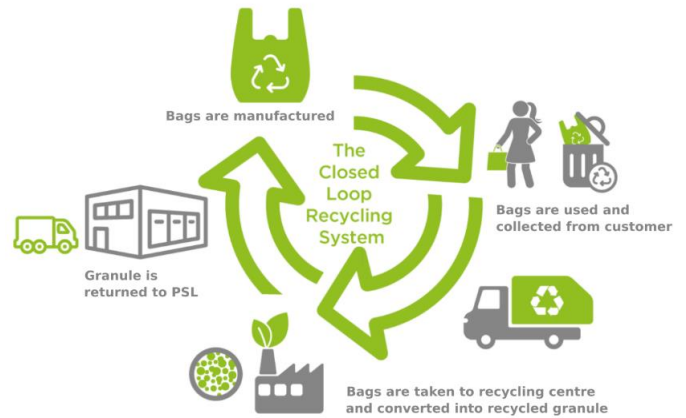 Bags are manufactured
The
Closed
Loop
Recycling
System
Bags are used and
collected from customer
Bags are taken to recycling centre
and converted into recycled granule
Granule is
returned to PSL